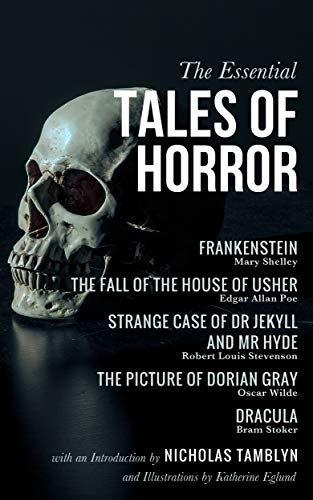 The Essential
TALES OF
HORROR
FRANKENSTEIN
Mary Shelley
THE FALL OF THE HOUSE OF USHER
Edgar Allan Poe
STRANGE CASE OF DR JEKYLL
AND MR HYDE
Robert Louis Stevenson
THE PICTURE OF DORIAN GRAY
Oscar Wilde
DRACULA
Bram Stoker
with an Introduction by NICHOLAS TAMBLYN
and Illustrations by Katherine Eglund